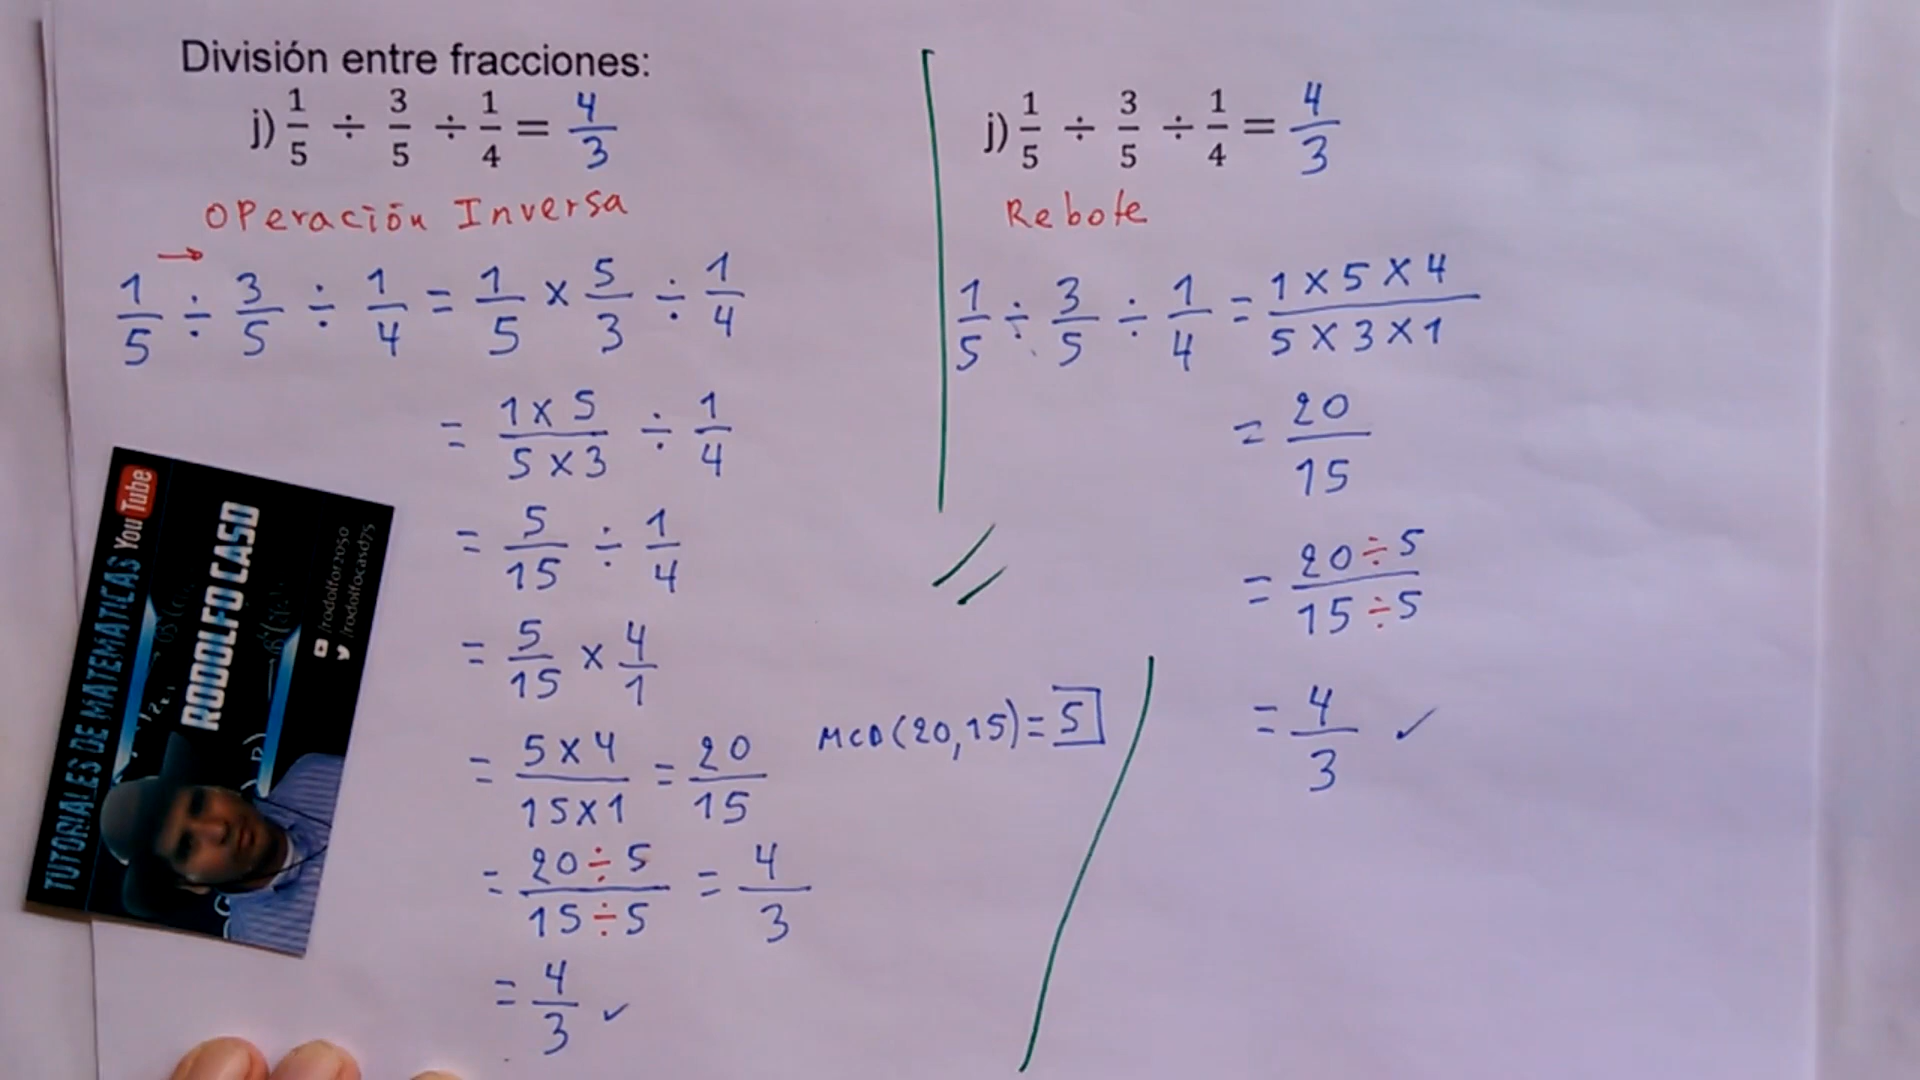 División entre fracciones:
j) 1/5 ÷ 3/5 ÷ 1/4 = 4/3
Operación Inversa
→
1/5 ÷ 3/5 ÷ 1/4 = 1/5 × 5/3 ÷ 1/4
= 1×5/5×3 ÷ 1/4
= 5/15 ÷ 1/4
= 5/15 × 4/1
= 5×4/15×1 = 20/15
MCD(20,15)=5
= 20÷5/15÷5 = 4/3
= 4/3 ✓
j) 1/5 ÷ 3/5 ÷ 1/4 = 4/3
Rebote
1/5 ÷ 3/5 ÷ 1/4 = 1×5×4/5×3×1
= 20/15
= 20÷5/15÷5
= 4/3 ✓
TUTORIALES DE MATEMATICAS YouTube
RODOLFO CASO
/rodolfor2050
/rodolfocasd75